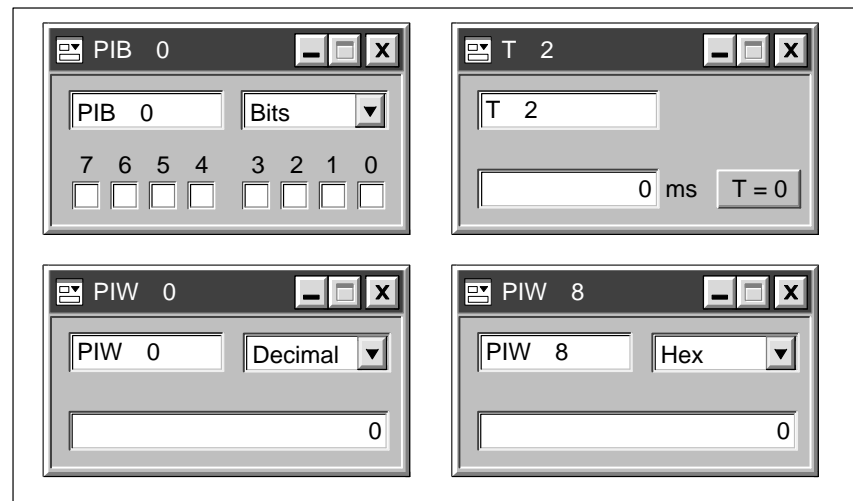 PIB 0
PIB 0 Bits
7 6 5 4 3 2 1 0
T 2
T 2
0 ms T = 0
PIW 0
PIW 0 Decimal
0
PIW 8
PIW 8 Hex
0